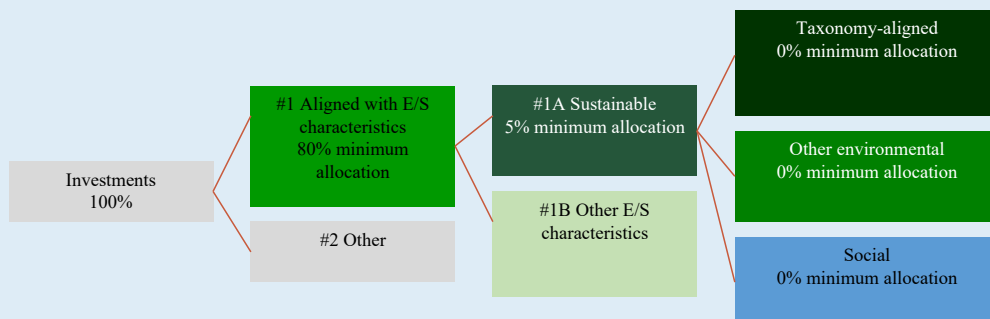 Investments
100%
#1 Aligned with E/S
characteristics
80% minimum
allocation
#2 Other
#1A Sustainable
5% minimum allocation
#1B Other E/S
characteristics
Taxonomy-aligned
0% minimum allocation
Other environmental
0% minimum allocation
Social
0% minimum allocation